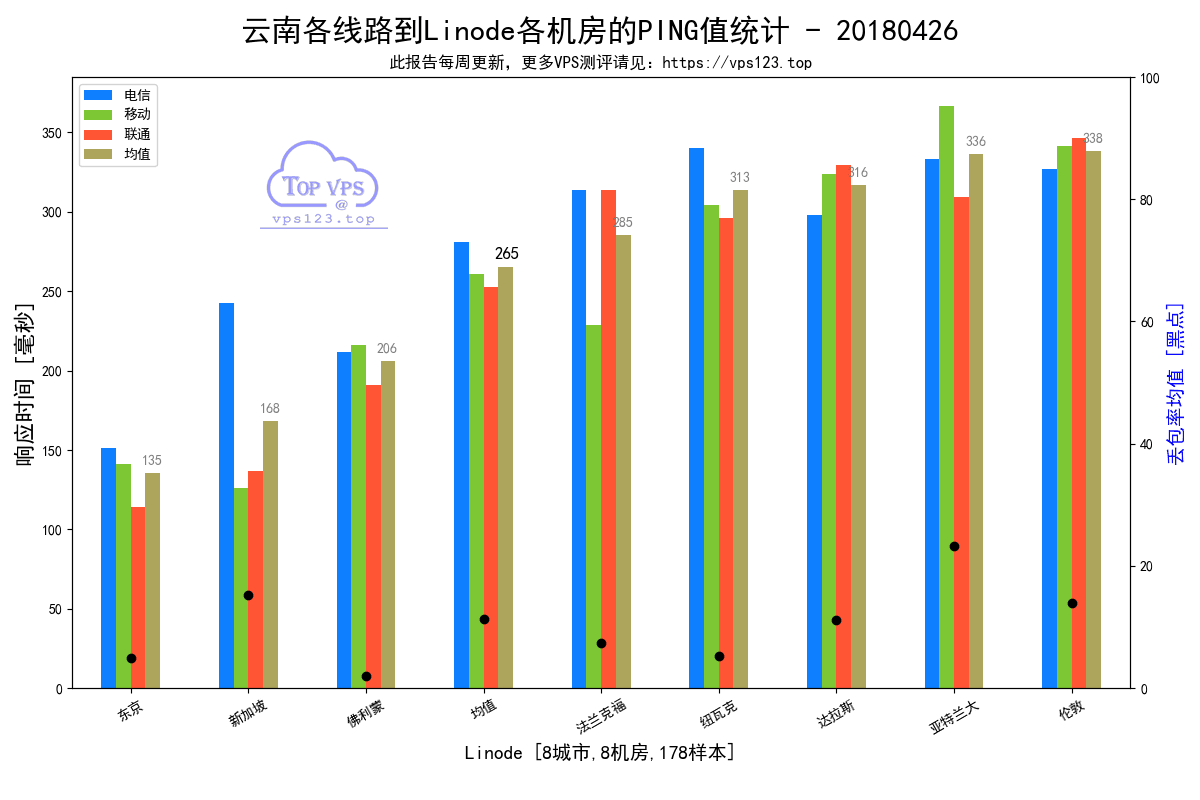 云南各线路到Linode各机房的PING值统计 - 20180426
此报告每周更新，更多VPS测评请见：https://vps123.top
电信
移动
联通
均值
TOP VPS
@
vps123.top
响应时间 [毫秒]
350
300
250
200
150
100
50
0
135
168
206
265
285
313
316
336
338
100
80
60
40
20
0
丢包率均值 [黑点]
东京
新加坡
佛利蒙
均值
法兰克福
纽瓦克
达拉斯
亚特兰大
伦敦
Linode [8城市,8机房,178样本]